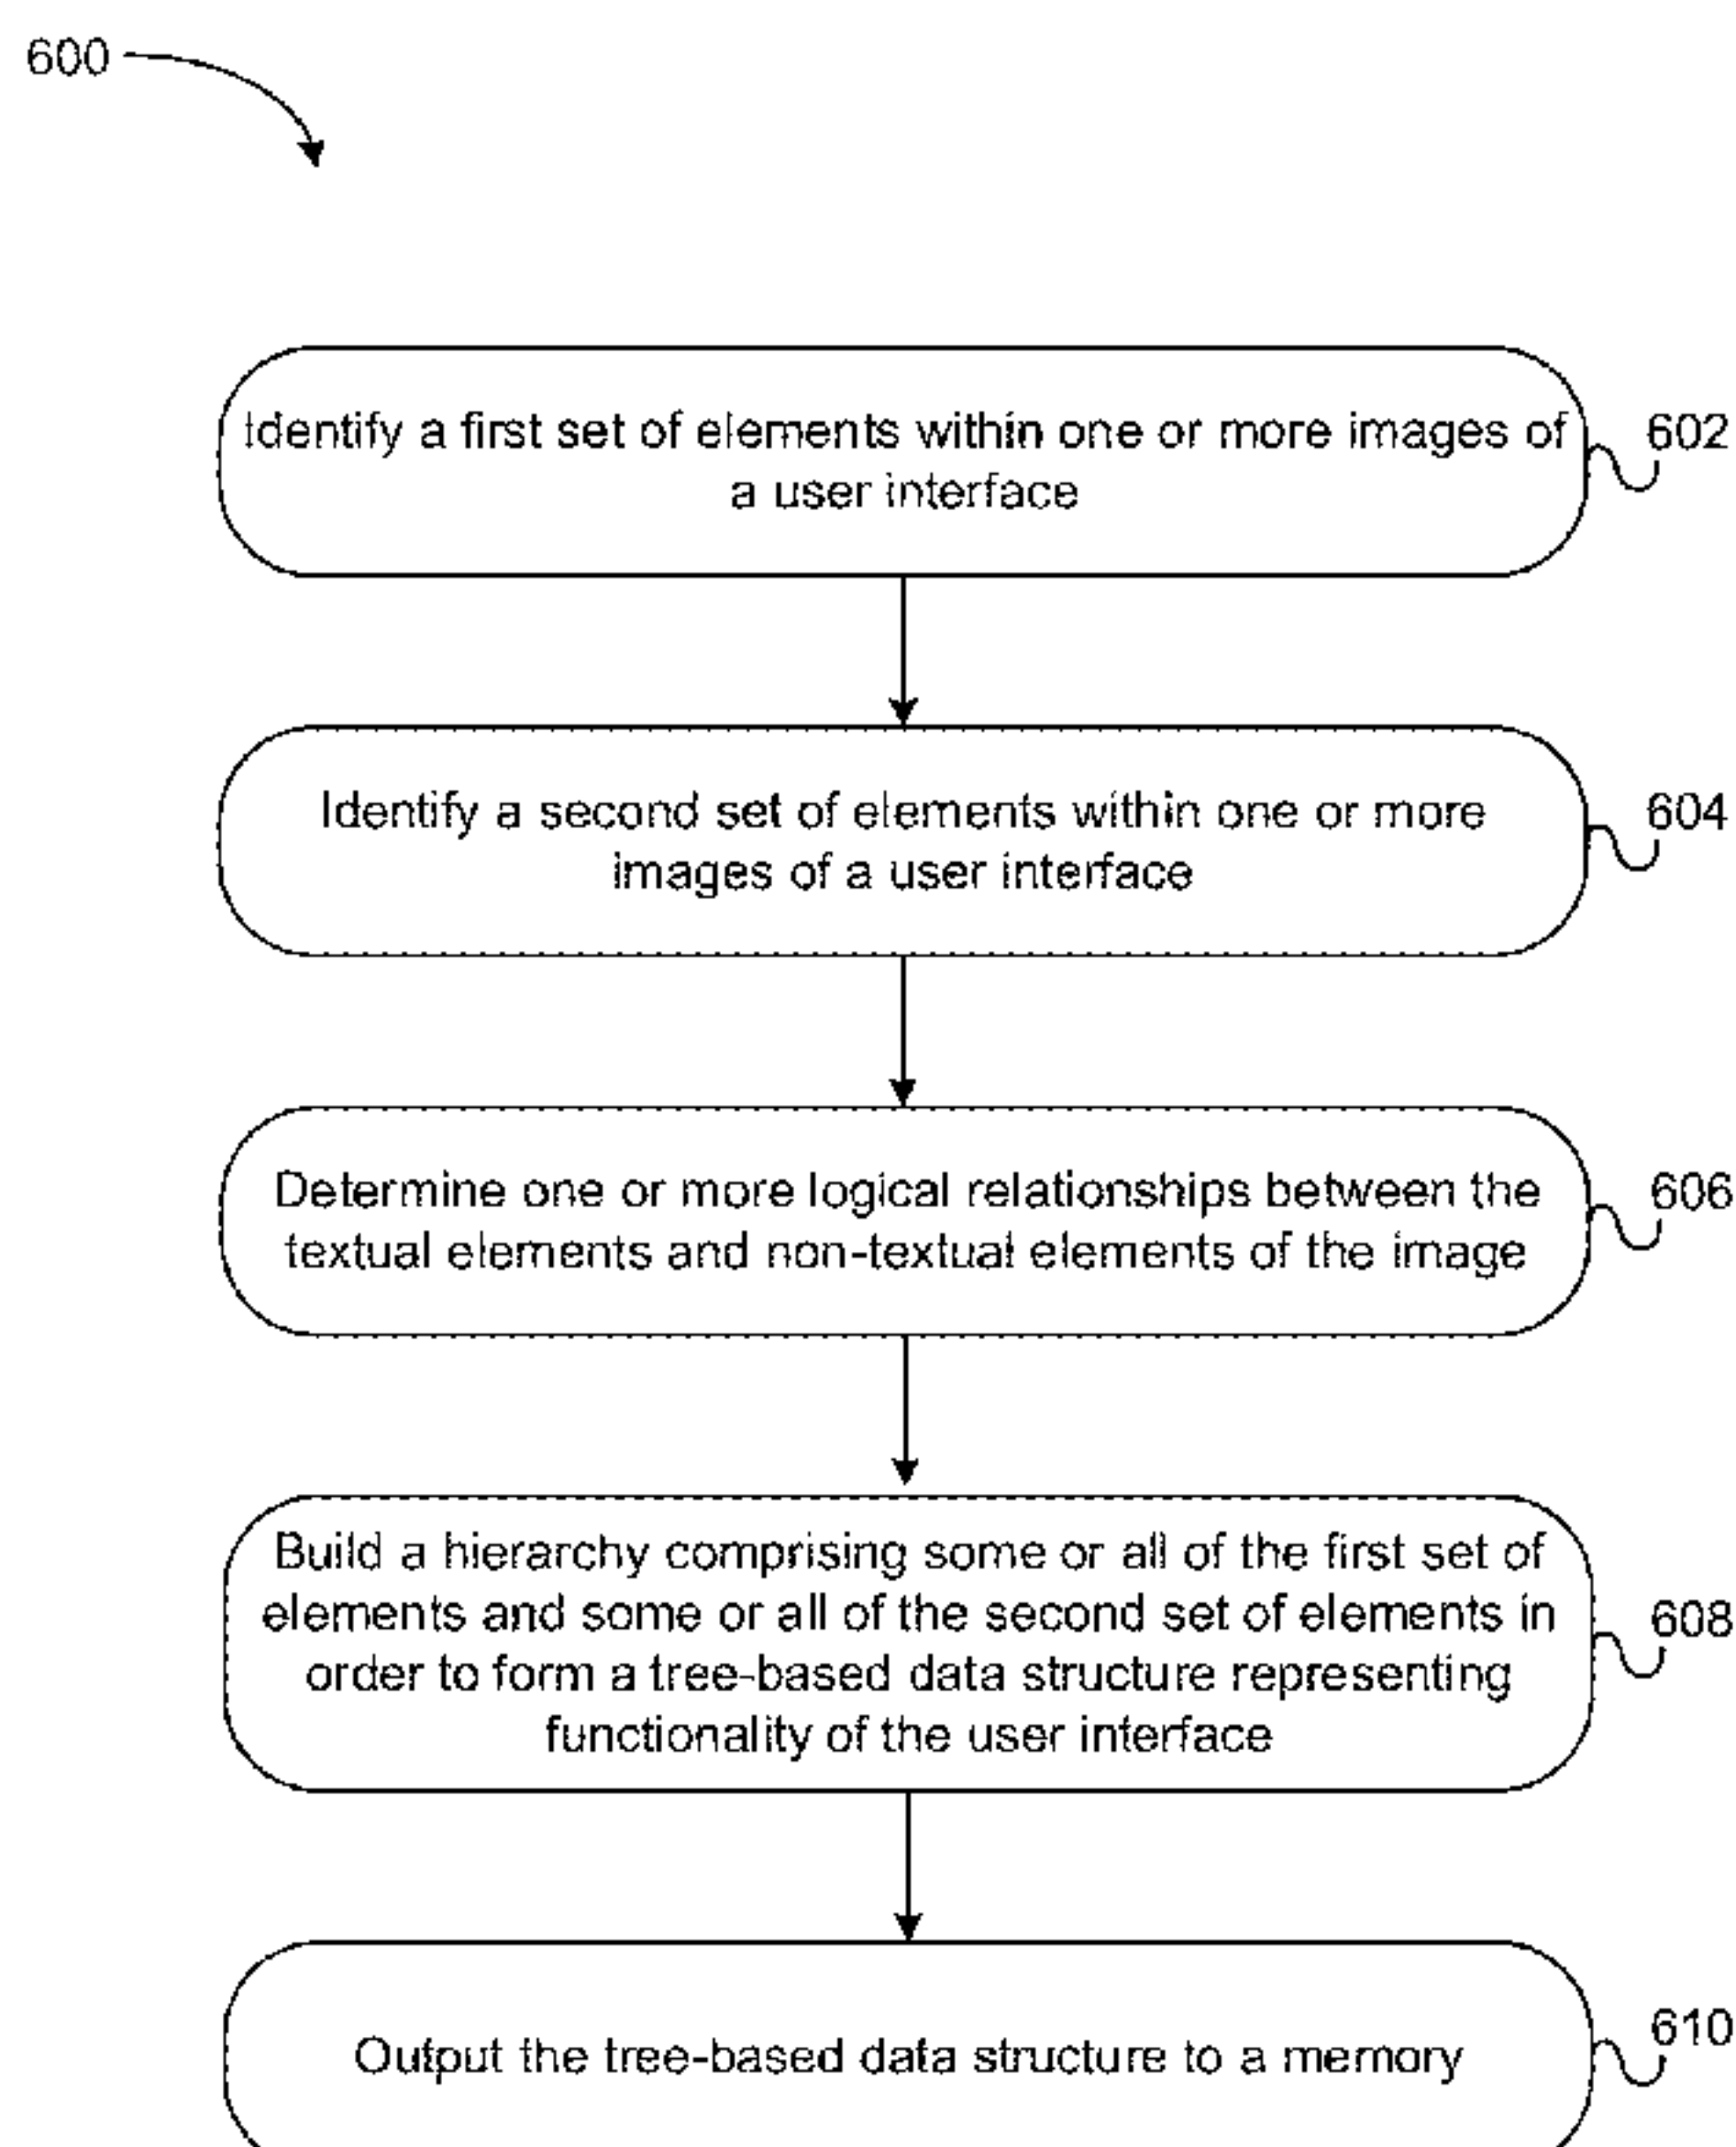 600
Identify a first set of elements within one or more images of
a user interface
602
Identify a second set of elements within one or more
images of a user interface
604
Determine one or more logical relationships between the
textual elements and non-textual elements of the image
606
Build a hierarchy comprising some or all of the first set of
elements and some or all of the second set of elements in
order to form a tree-based data structure representing
functionality of the user interface
608
Output the tree-based data structure to a memory
610